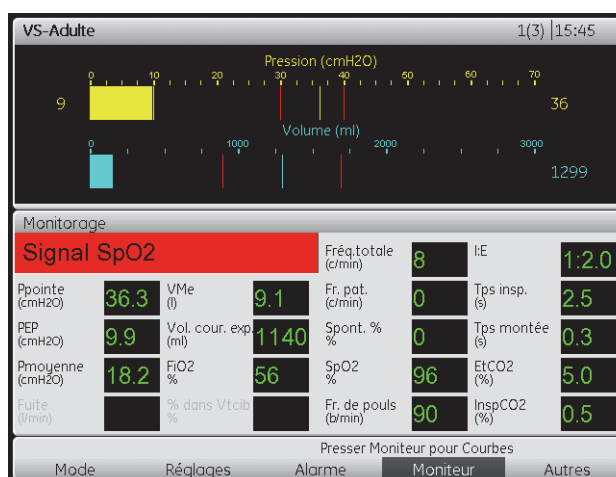 VS-Adulte 1(3) | 15:45
Pression (cmH2O)
0 10 20 30 40 50 60 70
9 36
Volume (ml)
0 1000 2000 3000
1299
Monitorage
Signal SpO2 Fréq.totale (c/min) 8 I:E 1:2.0
Ppointe (cmH2O) 36.3 VMe (l) 9.1 Fr. pat. (c/min) 0 Tps insp. (s) 2.5
PEP (cmH2O) 9.9 Vol. cour. exp. (ml) 1140 Spont. % % 0 Tps montée (s) 0.3
Pmoyenne (cmH2O) 18.2 FiO2 % 56 SpO2 % 96 EtCO2 (%) 5.0
Fuite (l/min) % dans Vtcib % Fr. de pouls (b/min) 90 InspCO2 (%) 0.5
Presser Moniteur pour Courbes
Mode Réglages Alarme Moniteur Autres